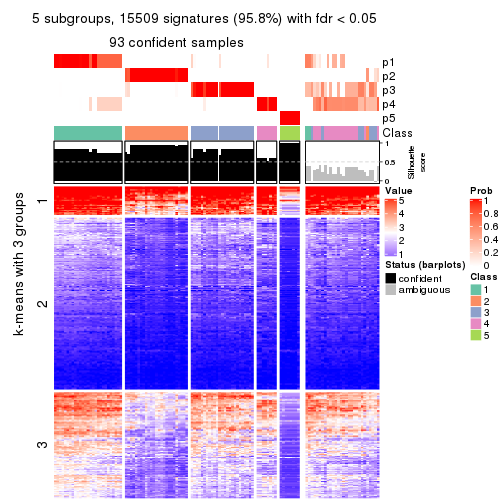 5 subgroups, 15509 signatures (95.8%) with fdr < 0.05
93 confident samples
p1
p2
p3
p4
p5
Class
1
0.5
0
Silhouette
score
k-means with 3 groups
1
2
3
Value
5
4
3
2
1
Status (barplots)
confident
ambiguous
Prob
1
0.8
0.6
0.4
0.2
0
Class
1
2
3
4
5